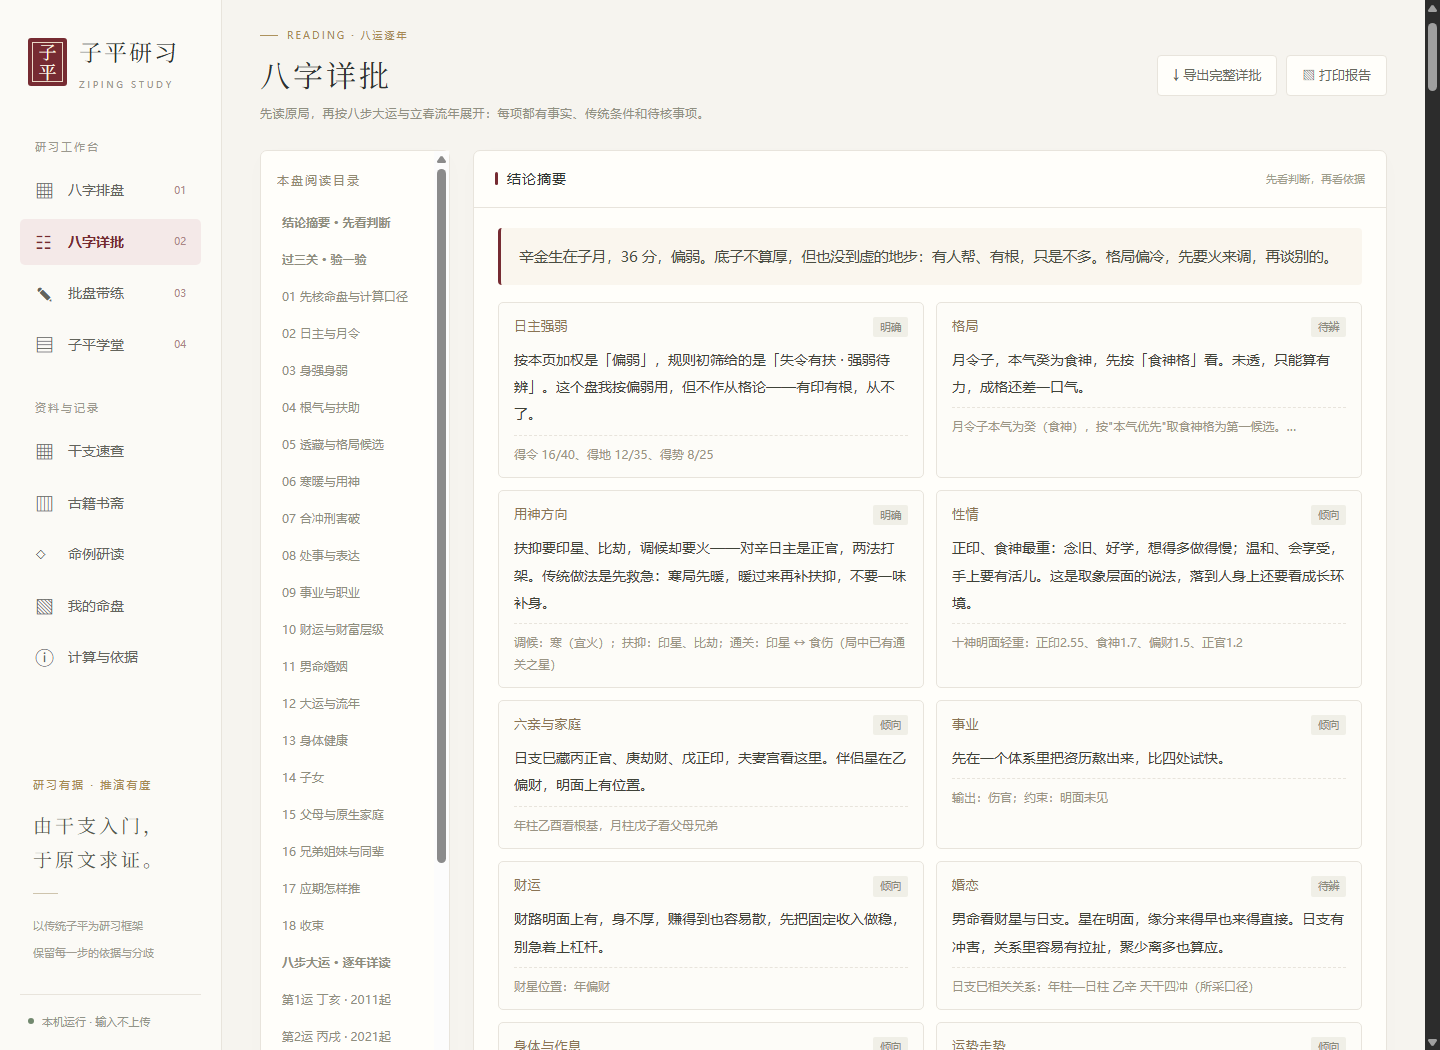 子平
子平研习
ZIPING STUDY
研习工作台
八字排盘 01
八字详批 02
批盘带练 03
子平学堂 04
资料与记录
干支速查
古籍书斋
命例研读
我的命盘
计算与依据
研习有据 · 推演有度
由干支入门，
于原文求证。
以传统子平为研习框架
保留每一步的依据与分歧
本机运行 · 输入不上传
READING · 八运逐年
八字详批
先读原局，再按八步大运与立春流年展开：每项都有事实、传统条件和待核事项。
↓ 导出完整详批
打印报告
本盘阅读目录
结论摘要 • 先看判断
过三关 • 验一验
01 先核命盘与计算口径
02 日主与月令
03 身强身弱
04 根气与扶助
05 透藏与格局候选
06 寒暖与用神
07 合冲刑害破
08 处事与表达
09 事业与职业
10 财运与财富层级
11 男命婚姻
12 大运与流年
13 身体健康
14 子女
15 父母与原生家庭
16 兄弟姐妹与同辈
17 应期怎样推
18 收束
八步大运 • 逐年详读
第1运 丁亥 · 2011起
第2运 丙戌 · 2021起
结论摘要
先看判断，再看依据
辛金生在子月，36 分，偏弱。底子不算厚，但也没到虚的地步：有人帮、有根，只是不多。格局偏冷，先要火来调，再谈别的。
日主强弱 明确
按本页加权是「偏弱」，规则初筛给的是「失令有扶 · 强弱待
辨」。这个盘我按偏弱用，但不作从格论——有印有根，从不
了。
得令 16/40、得地 12/35、得势 8/25
格局 待辨
月令子，本气癸为食神，先按「食神格」看。未透，只能算有
力，成格还差一口气。
月令子本气为癸（食神），按"本气优先"取食神格为第一候选。...
用神方向 明确
扶抑要印星、比劫，调候却要火——对辛日主是正官，两法打
架。传统做法是先救急：寒局先暖，暖过来再补扶抑，不要一味
补身。
调候：寒（宜火）；扶抑：印星、比劫；通关：印星 ↔ 食伤（局中已有通
关之星）
性情 倾向
正印、食神最重：念旧、好学，想得多做得慢；温和、会享受，
手上要有活儿。这是取象层面的说法，落到人身上还要看成长环
境。
十神明面轻重：正印2.55、食神1.7、偏财1.5、正官1.2
六亲与家庭 倾向
日支巳藏丙正官、庚劫财、戊正印，夫妻宫看这里。伴侣星在乙
偏财，明面上有位置。
年柱乙酉看根基，月柱戊子看父母兄弟
事业 倾向
先在一个体系里把资历熬出来，比四处试快。
输出：伤官；约束：明面未见
财运 倾向
财路明面上有，身不厚，赚得到也容易散，先把固定收入做稳，
别急着上杠杆。
财星位置：年偏财
婚恋 待辨
男命看财星与日支。星在明面，缘分来得早也来得直接。日支有
冲害，关系里容易有拉扯，聚少离多也算应。
日支巳相关关系：年柱—日柱 乙辛 天干四冲（所采口径）
身体与作息 倾向
运势走势 倾向